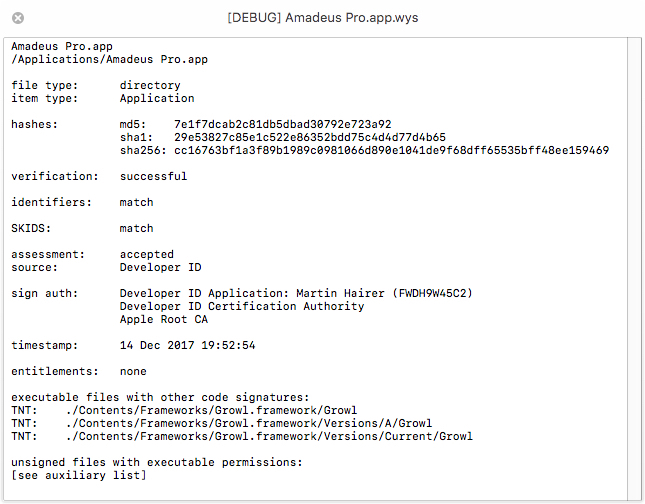 [DEBUG] Amadeus Pro.app.wys
Amadeus Pro.app
/Applications/Amadeus Pro.app
file type: directory
item type: Application
hashes: md5: 7e1f7dcab2c81db5dbad30792e723a92
sha1: 29e53827c85e1c522e86352bdd75c4d4d77d4b65
sha256: cc16763bf1a3f89b1989c0981066d890e1041de9f68dff65535bff48ee159469
verification: successful
identifiers: match
SKIDS: match
assessment: accepted
source: Developer ID
sign auth: Developer ID Application: Martin Hairer (FWDH9W45C2)
Developer ID Certification Authority
Apple Root CA
timestamp: 14 Dec 2017 19:52:54
entitlements: none
executable files with other code signatures:
TNT: ./Contents/Frameworks/Growl.framework/Growl
TNT: ./Contents/Frameworks/Growl.framework/Versions/A/Growl
TNT: ./Contents/Frameworks/Growl.framework/Versions/Current/Growl
unsigned files with executable permissions:
[see auxiliary list]